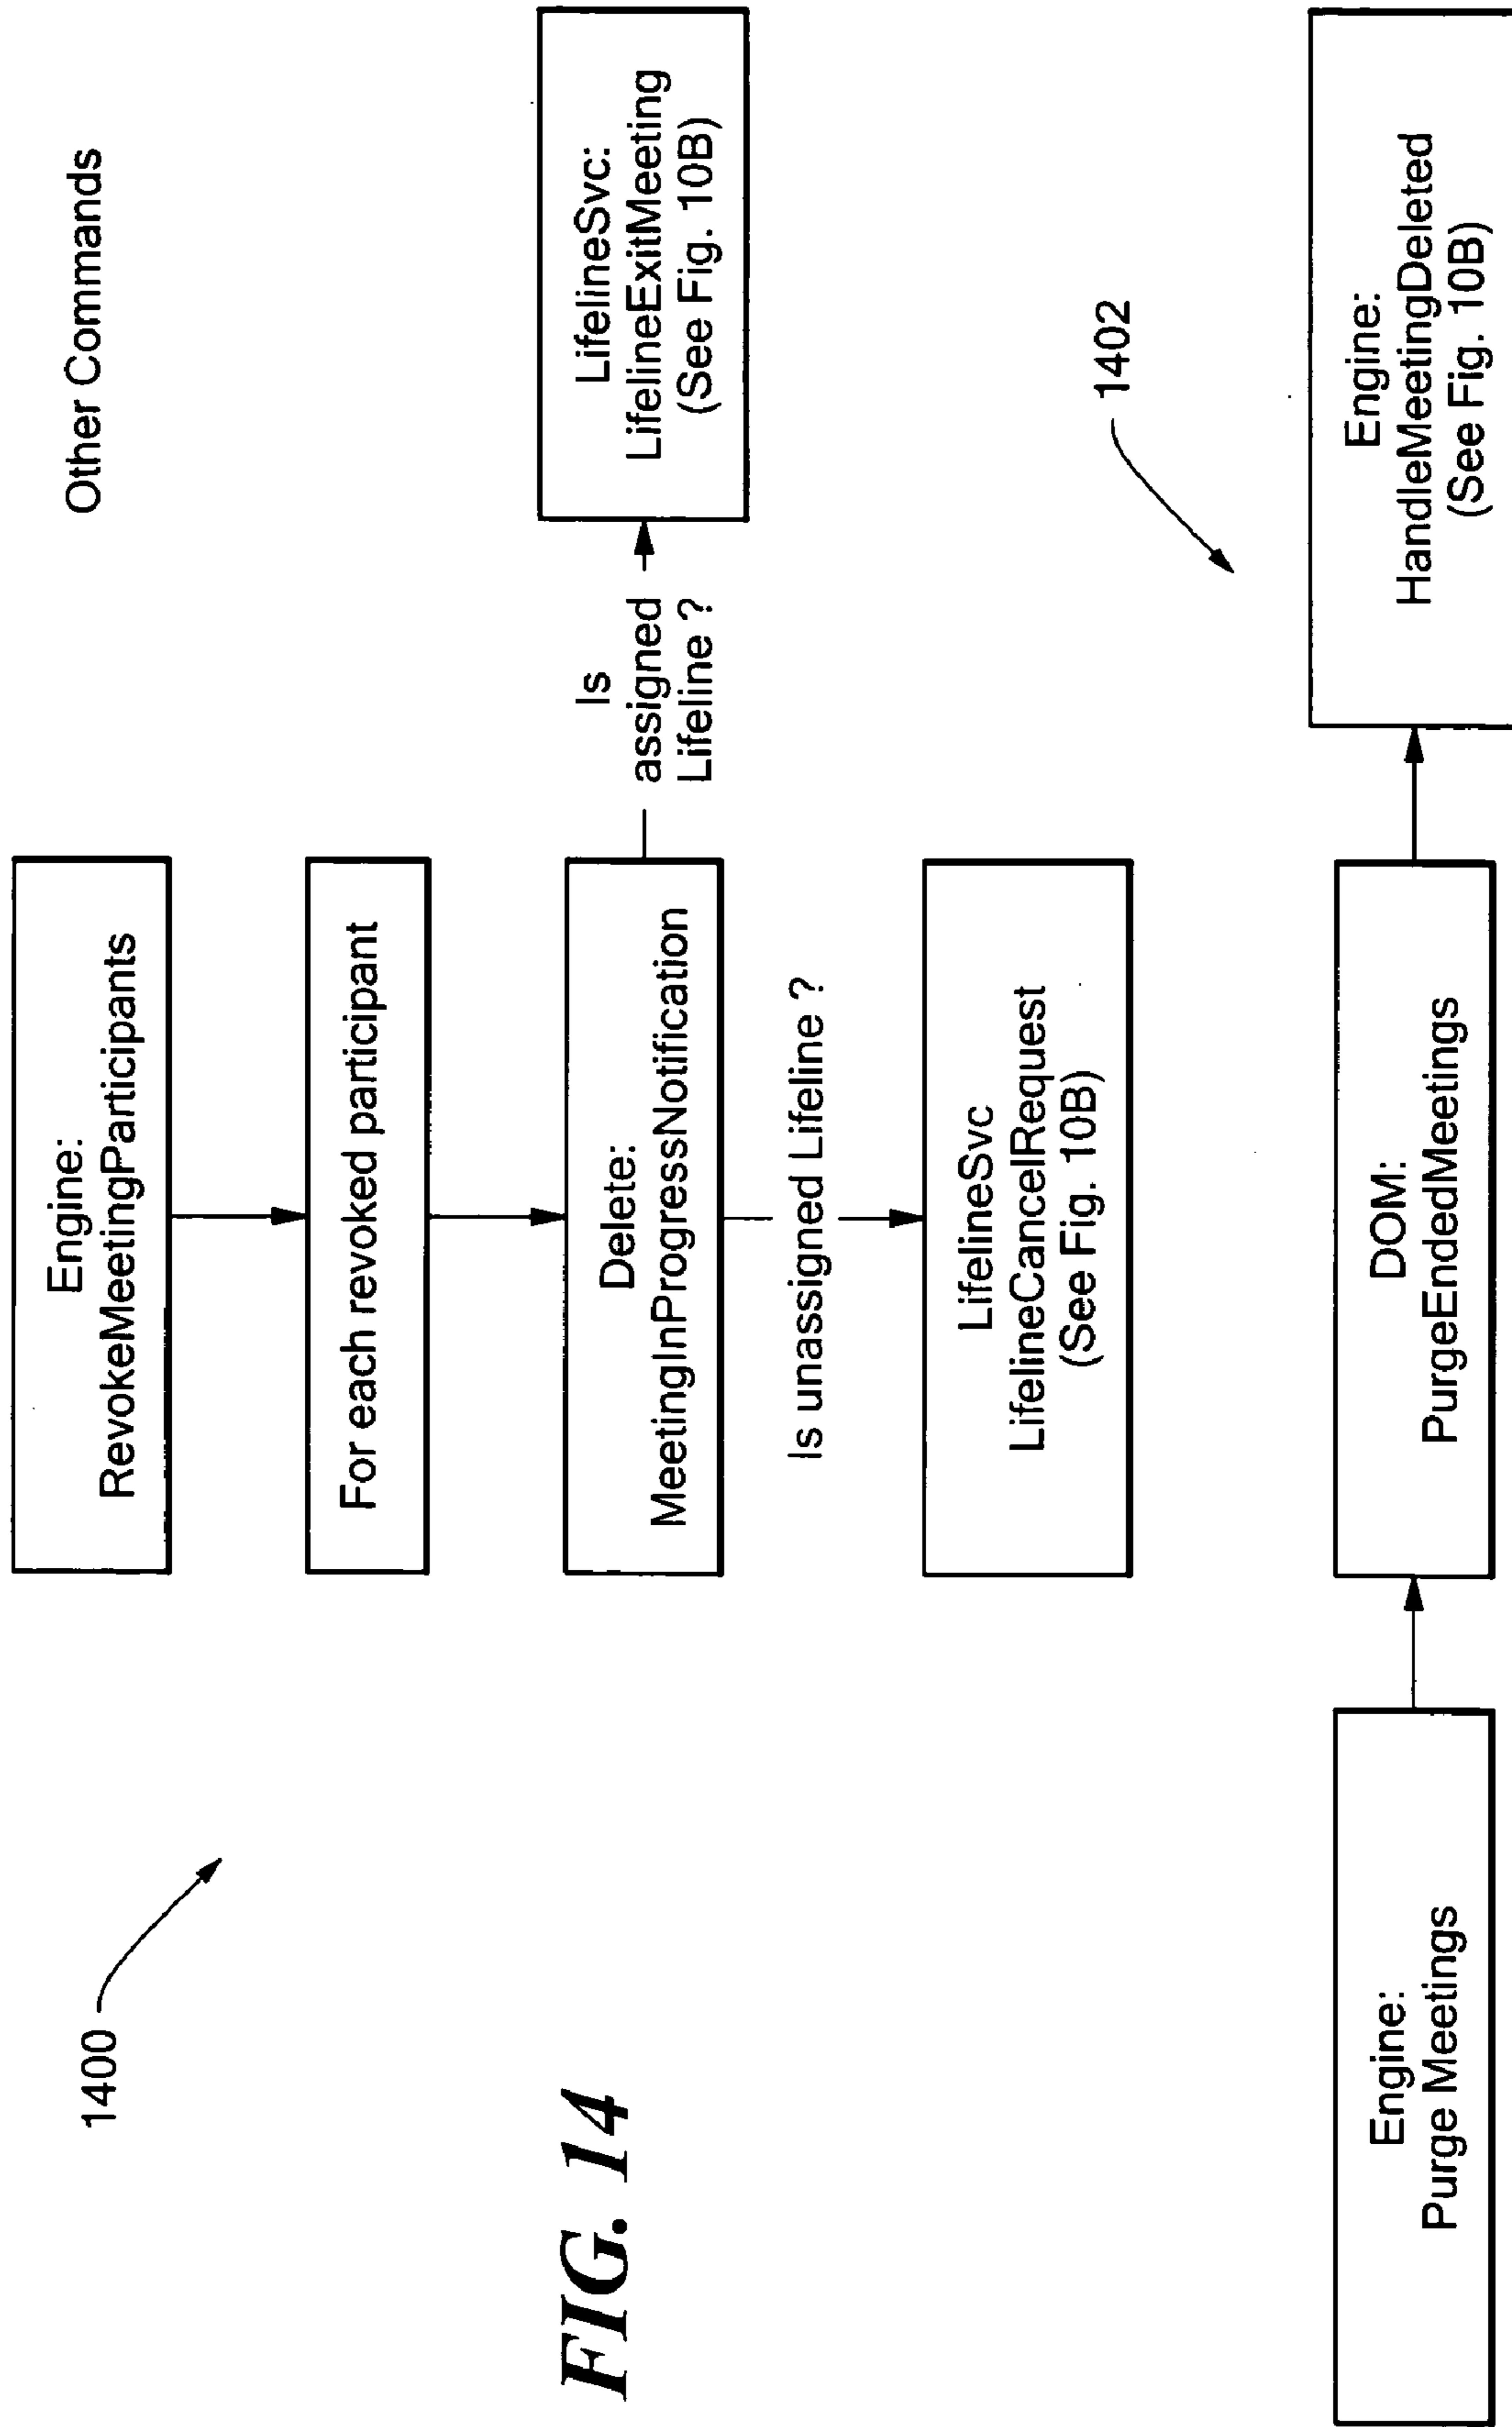 Other Commands
1400
Engine:
RevokeMeetingParticipants
For each revoked participant
Delete:
MeetingInProgressNotification
Is
assigned
Lifeline ?
LifelineSvc:
LifelineExitMeeting
(See Fig. 10B)
Is unassigned Lifeline ?
LifelineSvc
LifelineCancelRequest
(See Fig. 10B)
FIG. 14
1402
Engine:
Purge Meetings
DOM:
PurgeEndedMeetings
Engine:
HandleMeetingDeleted
(See Fig. 10B)